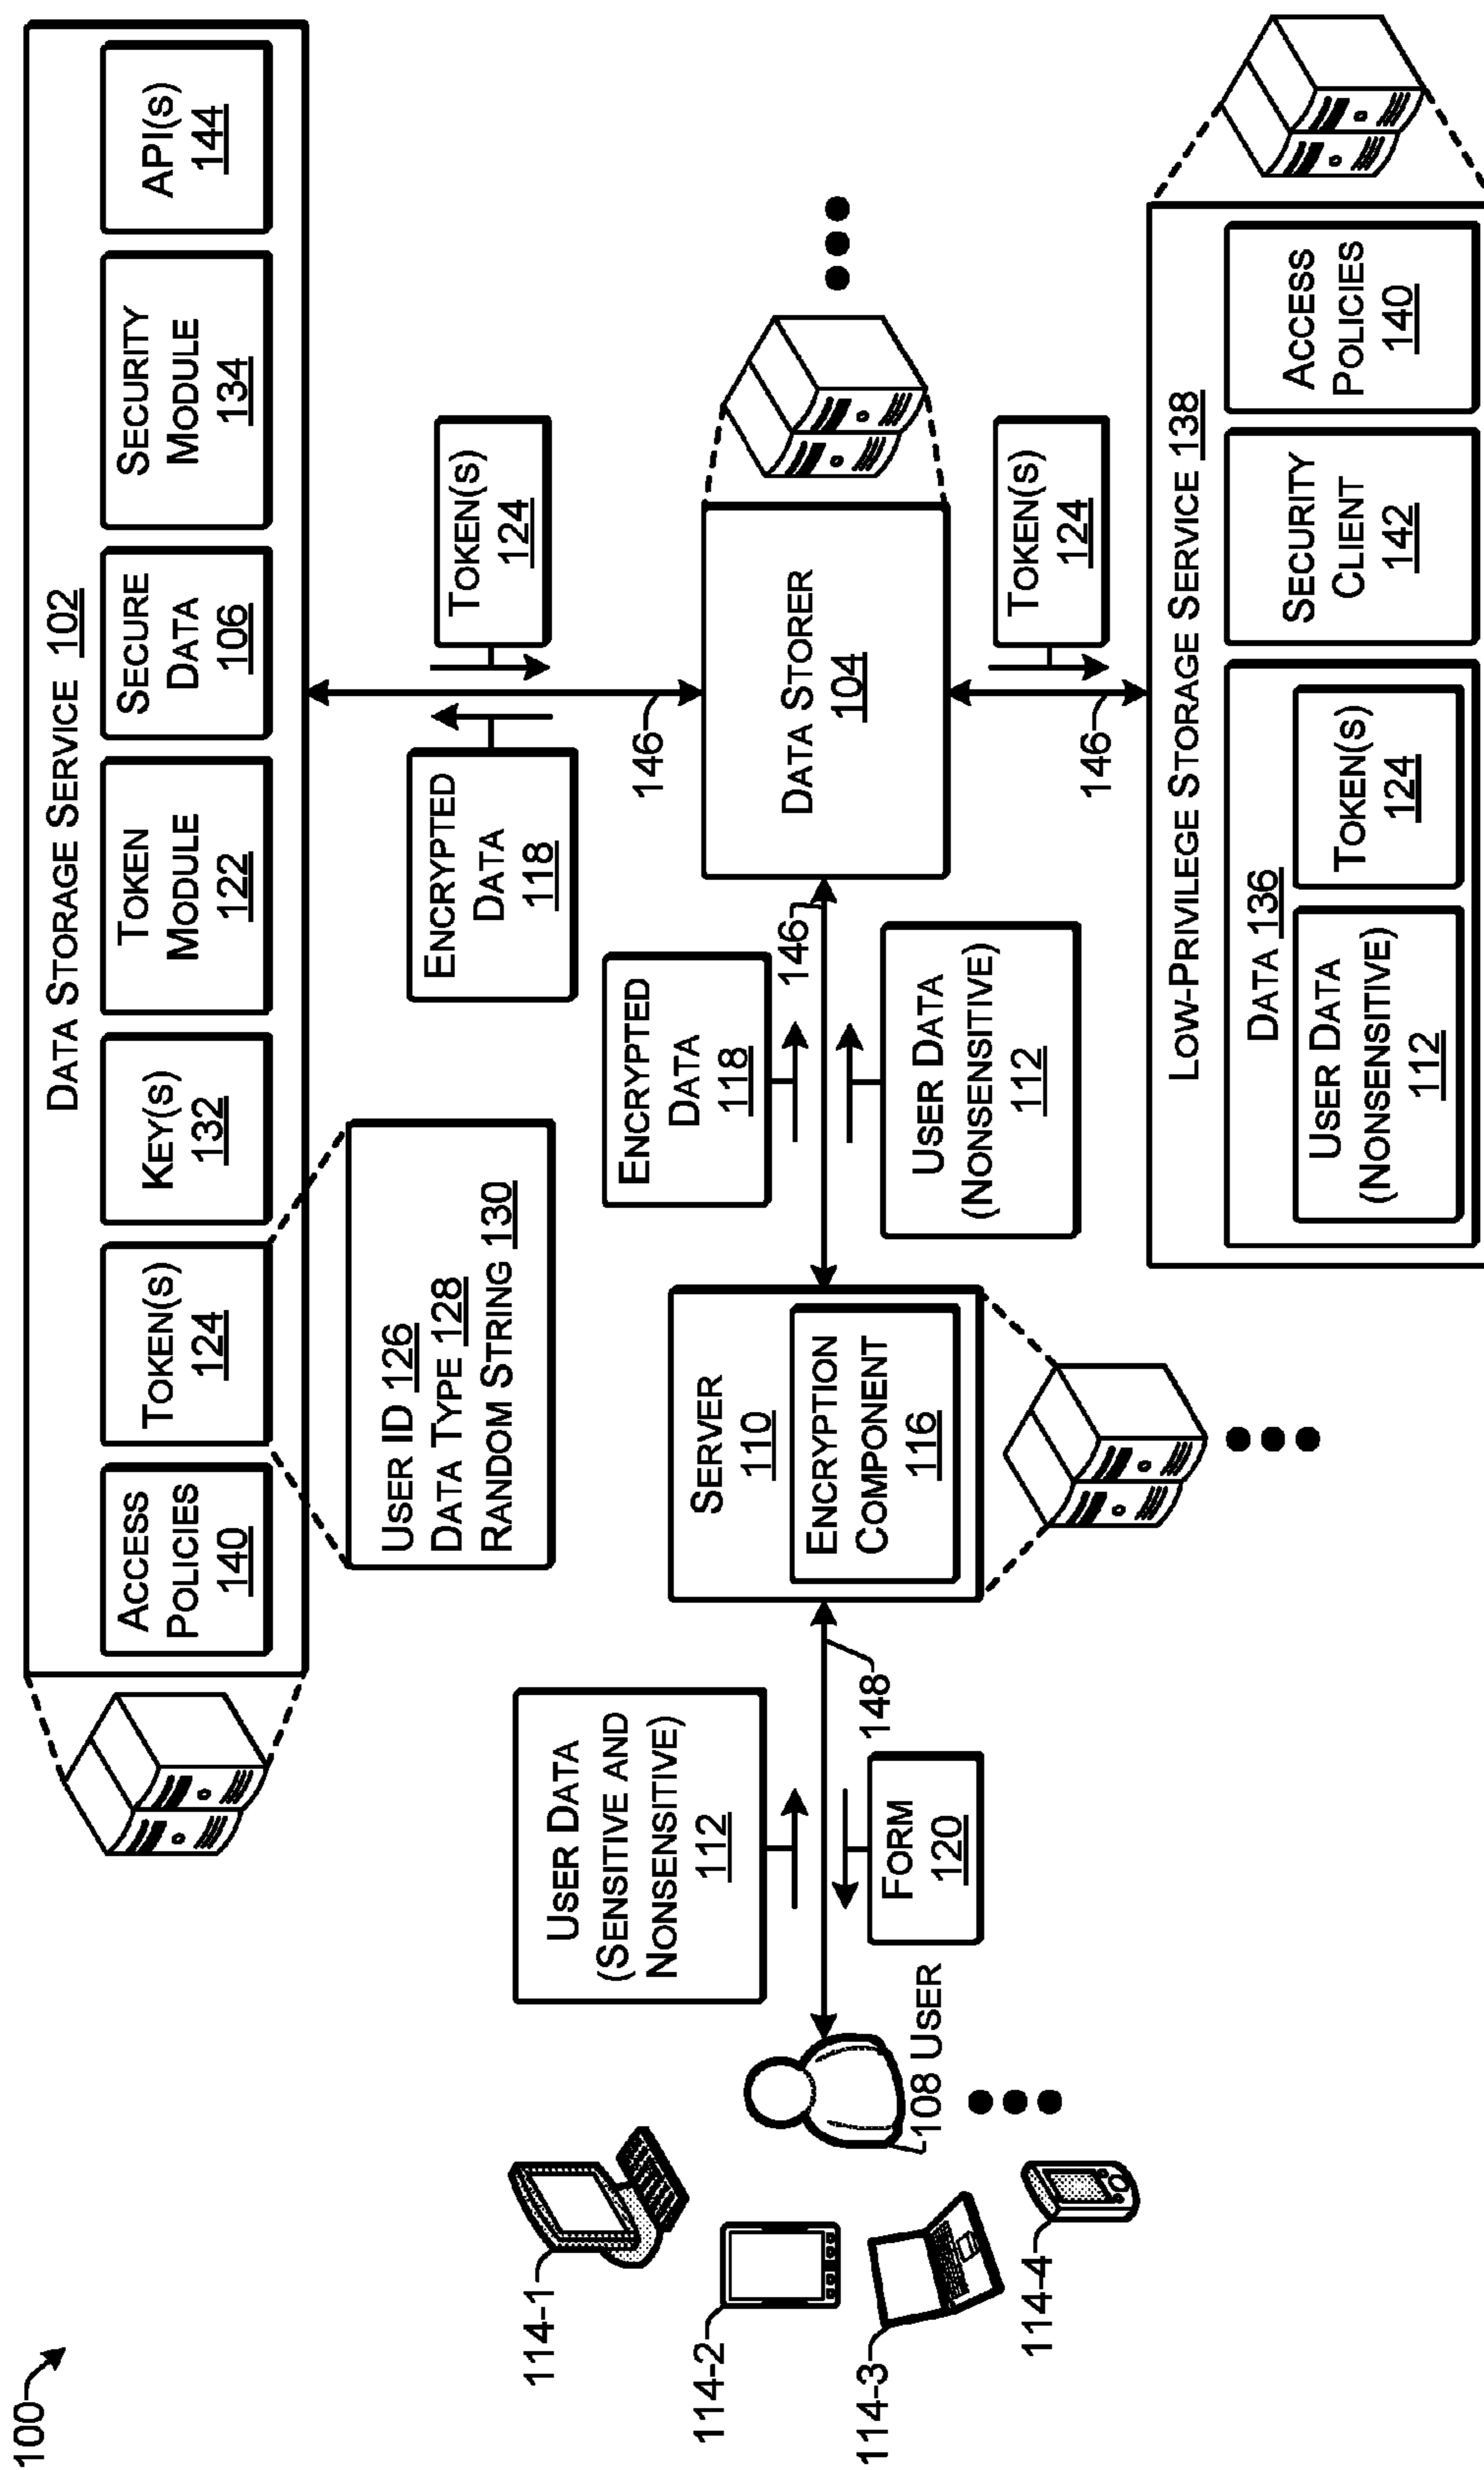 100
DATA STORAGE SERVICE 102
ACCESS
POLICIES
140
TOKEN(S)
124
KEY(S)
132
TOKEN
MODULE
122
SECURE
DATA
106
SECURITY
MODULE
134
API(S)
144
USER ID 126
DATA TYPE 128
RANDOM STRING 130
ENCRYPTED
DATA
118
TOKEN(S)
124
146
114-1
114-2
114-3
114-4
108 USER
USER DATA
(SENSITIVE AND
NONSENSITIVE)
112
148
FORM
120
SERVER
110
ENCRYPTION
COMPONENT
116
ENCRYPTED
DATA
118
146
USER DATA
(NONSENSITIVE)
112
DATA STORER
104
TOKEN(S)
124
146
LOW-PRIVILEGE STORAGE SERVICE 138
DATA 136
USER DATA
(NONSENSITIVE)
112
TOKEN(S)
124
SECURITY
CLIENT
142
ACCESS
POLICIES
140